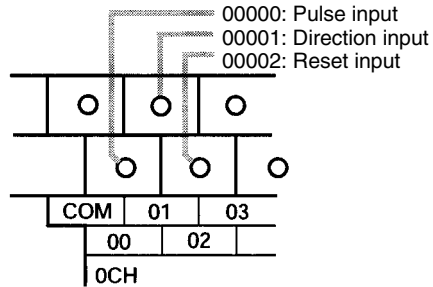 00000: Pulse input
00001: Direction input
00002: Reset input
COM 01 03
00 02
0CH